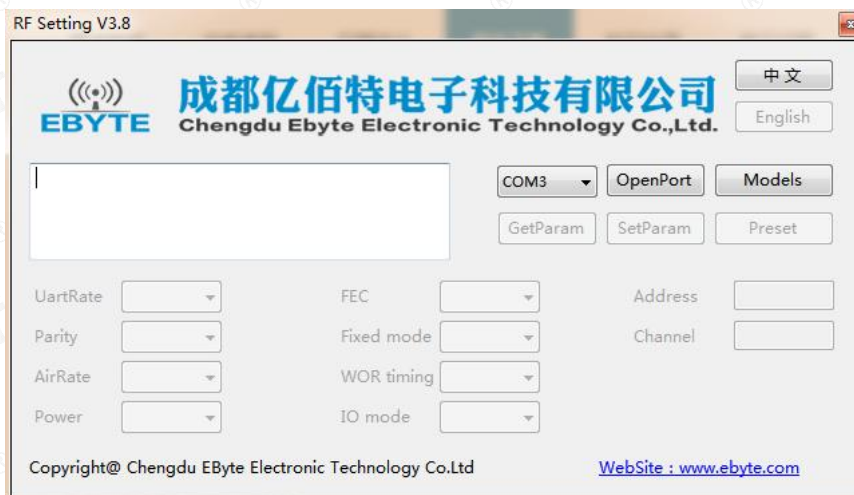 RF Setting V3.8
EBYTE
成都亿佰特电子科技有限公司
Chengdu Ebyte Electronic Technology Co.,Ltd.
中文
English
COM3 OpenPort Models
GetParam SetParam Preset
UartRate FEC Address
Parity Fixed mode Channel
AirRate WOR timing
Power IO mode
Copyright@ Chengdu EByte Electronic Technology Co.Ltd WebSite : www.ebyte.com